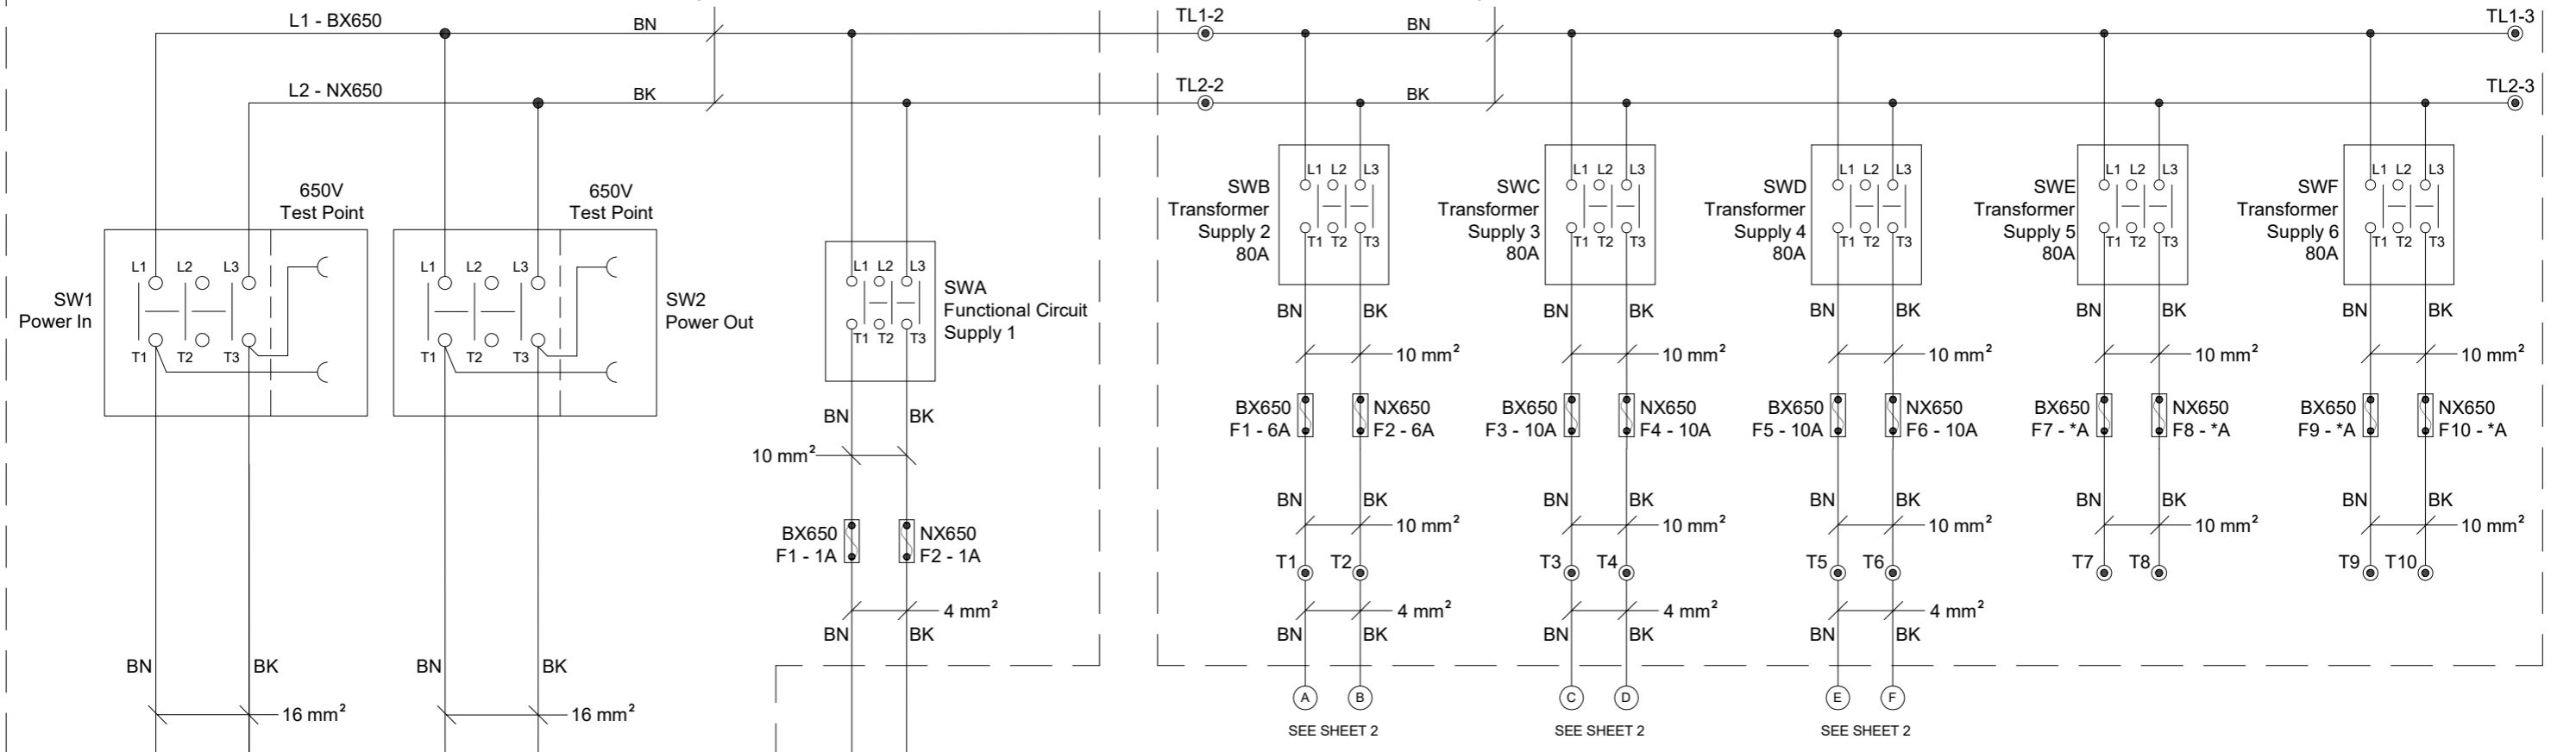 L1 - BX650
BN
TL1-2
BN
TL1-3
L2 - NX650
BK
TL2-2
BK
TL2-3
650V
Test Point
650V
Test Point
SW1
Power In
L1 L2 L3
T1 T2 T3
L1 L2 L3
T1 T2 T3
SW2
Power Out
L1 L2 L3
T1 T2 T3
SWA
Functional Circuit
Supply 1
SWB
Transformer
Supply 2
80A
L1 L2 L3
T1 T2 T3
SWC
Transformer
Supply 3
80A
L1 L2 L3
T1 T2 T3
SWD
Transformer
Supply 4
80A
L1 L2 L3
T1 T2 T3
SWE
Transformer
Supply 5
80A
L1 L2 L3
T1 T2 T3
SWF
Transformer
Supply 6
80A
L1 L2 L3
T1 T2 T3
BN BK
10 mm²
BN BK
10 mm²
BN BK
10 mm²
BN BK
10 mm²
BN BK
10 mm²
BN BK
10 mm²
BX650
F1 - 1A
NX650
F2 - 1A
4 mm²
BN BK
BX650
F1 - 6A
NX650
F2 - 6A
BX650
F3 - 10A
NX650
F4 - 10A
BX650
F5 - 10A
NX650
F6 - 10A
BX650
F7 - *A
NX650
F8 - *A
BX650
F9 - *A
NX650
F10 - *A
BN BK
10 mm²
BN BK
10 mm²
BN BK
10 mm²
BN BK
10 mm²
BN BK
10 mm²
T1 T2
T3 T4
T5 T6
T7 T8
T9 T10
4 mm²
BN BK
4 mm²
BN BK
4 mm²
BN BK
BN BK
16 mm²
BN BK
16 mm²
A B
SEE SHEET 2
C D
SEE SHEET 2
E F
SEE SHEET 2